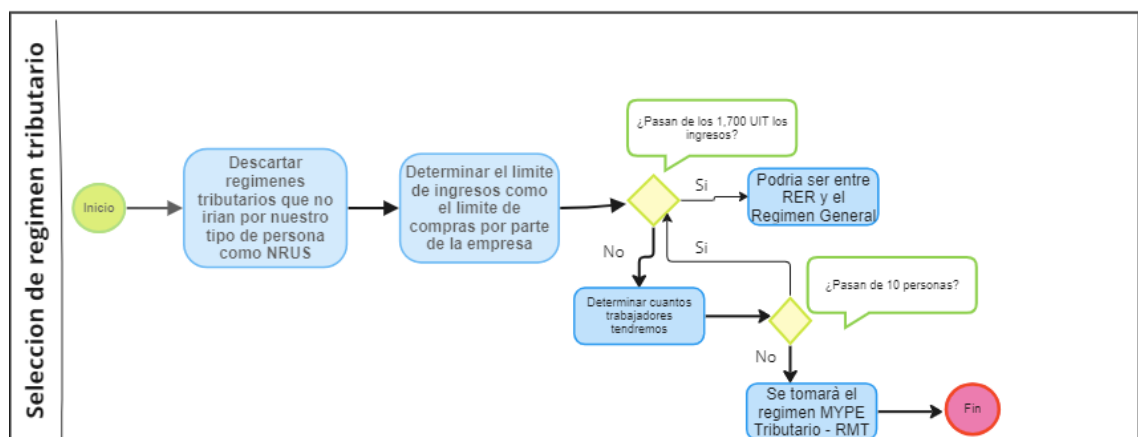 Seleccion de regimen tributario
Inicio
Descartar
regimenes
tributarios que no
irian por nuestro
tipo de persona
como NRUS
Determinar el limite
de ingresos como
el limite de
compras por parte
de la empresa
¿Pasan de los 1,700 UIT los
ingresos?
Si
Podria ser entre
RER y el
Regimen General
No
Si
Determinar cuantos
trabajadores
tendremos
¿Pasan de 10 personas?
No
Se tomarà el
regimen MYPE
Tributario - RMT
Fin